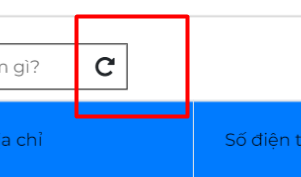 gì?
chỉ
Số điện